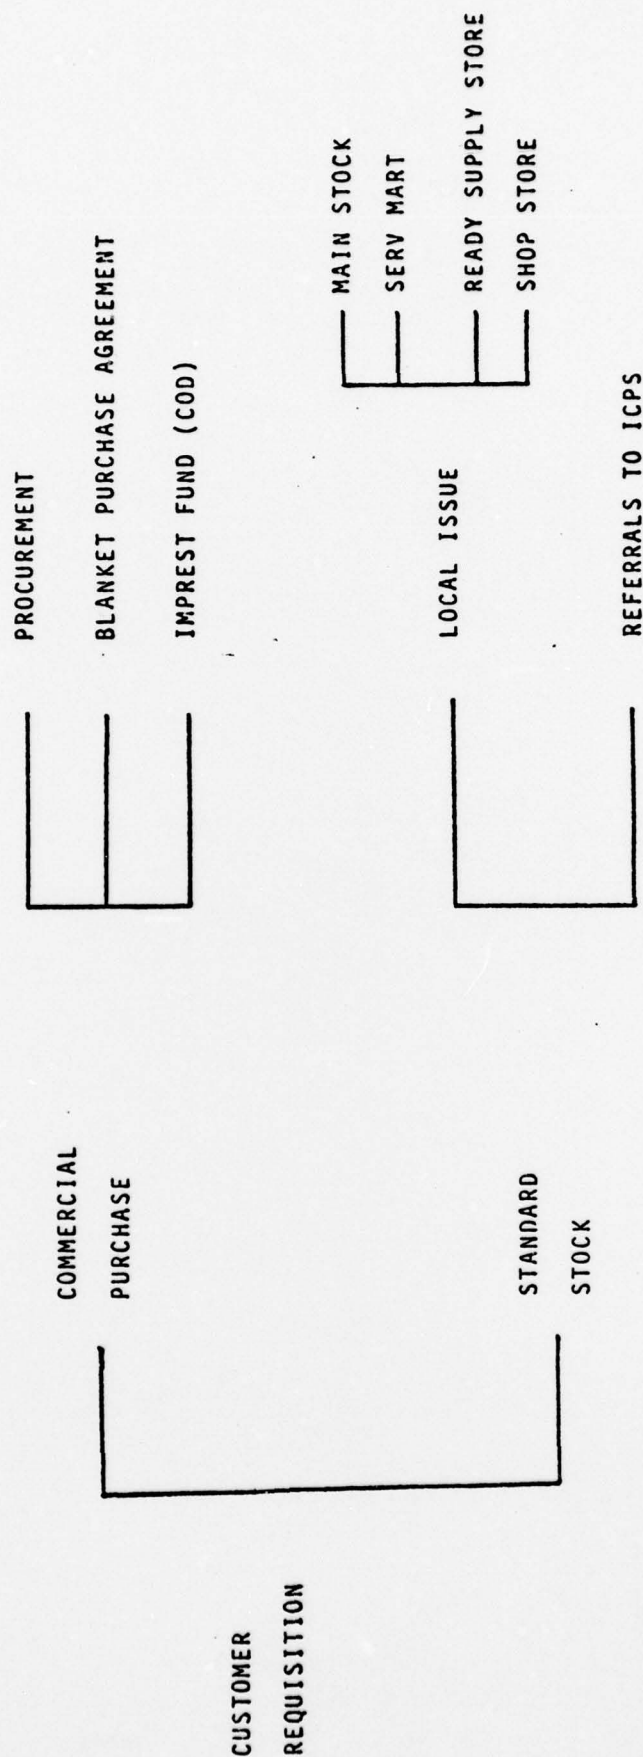 CUSTOMER
REQUISITION
COMMERCIAL
PURCHASE
PROCUREMENT
BLANKET PURCHASE AGREEMENT
IMPREST FUND (COD)
STANDARD
STOCK
LOCAL ISSUE
MAIN STOCK
SERV MART
READY SUPPLY STORE
SHOP STORE
REFERRALS TO ICPS